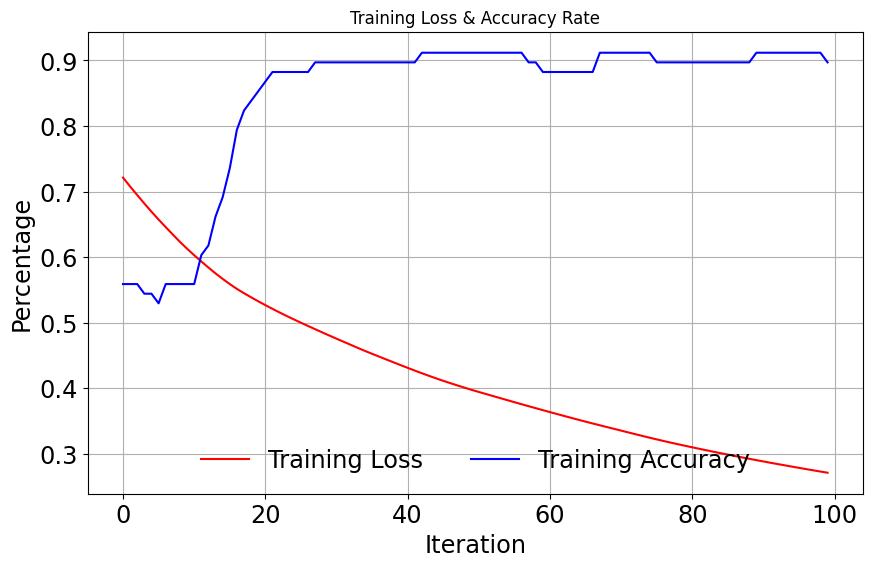 Training Loss & Accuracy Rate
0.9
0.8
0.7
0.6
0.5
0.4
0.3
Percentage
Training Loss
Training Accuracy
0 20 40 60 80 100
Iteration